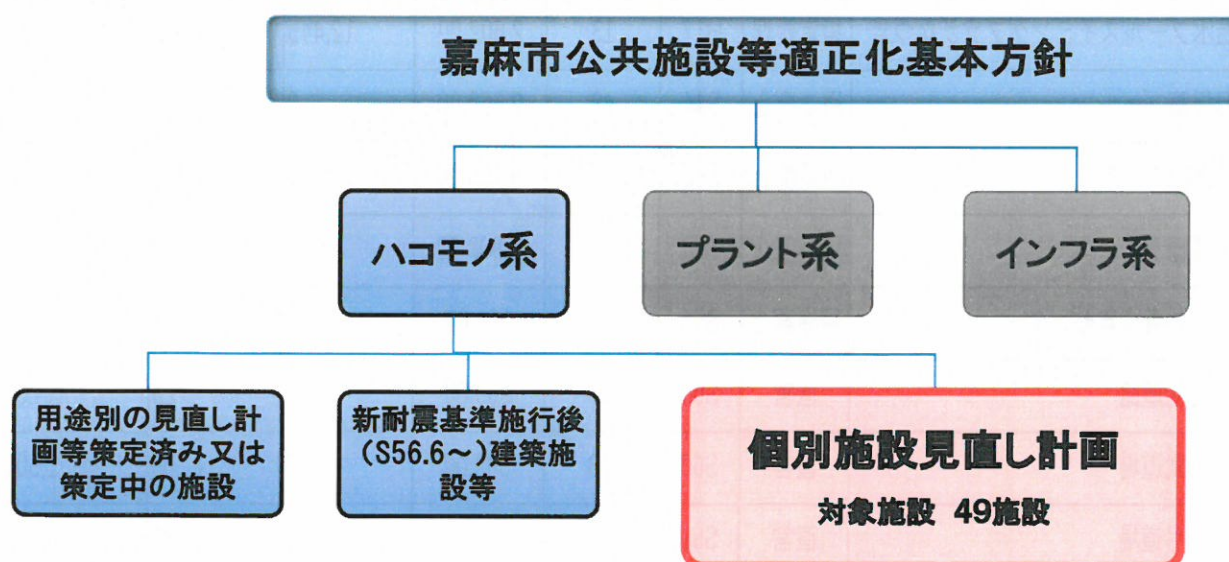 嘉麻市公共施設等適正化基本方針
ハコモノ系
プラント系
インフラ系
用途別の見直し計
画等策定済み又は
策定中の施設
新耐震基準施行後
(S56.6～)建築施
設等
個別施設見直し計画
対象施設 49施設